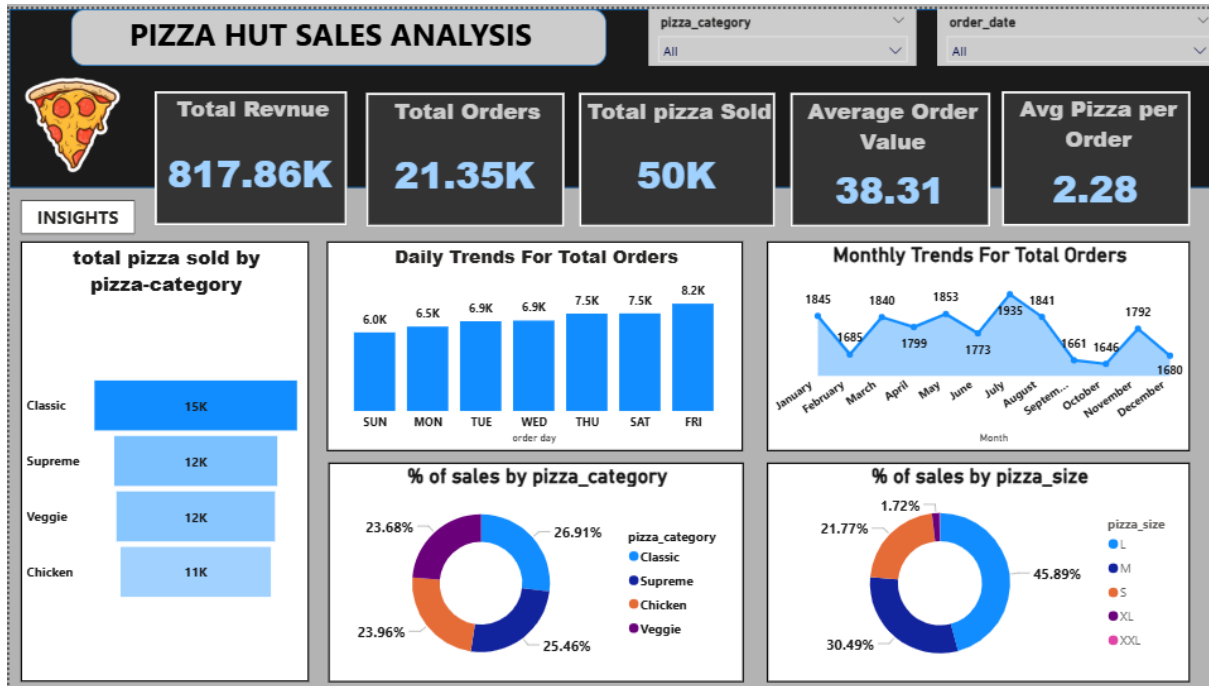 PIZZA HUT SALES ANALYSIS
pizza_category
All
order_date
All
Total Revnue
817.86K
Total Orders
21.35K
Total pizza Sold
50K
Average Order
Value
38.31
Avg Pizza per
Order
2.28
INSIGHTS
total pizza sold by
pizza-category
Classic
15K
Supreme
12K
Veggie
12K
Chicken
11K
Daily Trends For Total Orders
6.0K
6.5K
6.9K
6.9K
7.5K
7.5K
8.2K
SUN MON TUE WED THU SAT FRI
order day
Monthly Trends For Total Orders
1845
1685
1840
1799
1853
1773
1935
1841
1661
1646
1792
1680
January February March April May June July August Septem... October November December
Month
% of sales by pizza_category
23.68%
26.91%
23.96%
25.46%
pizza_category
Classic
Supreme
Chicken
Veggie
% of sales by pizza_size
1.72%
21.77%
45.89%
30.49%
pizza_size
L
M
S
XL
XXL